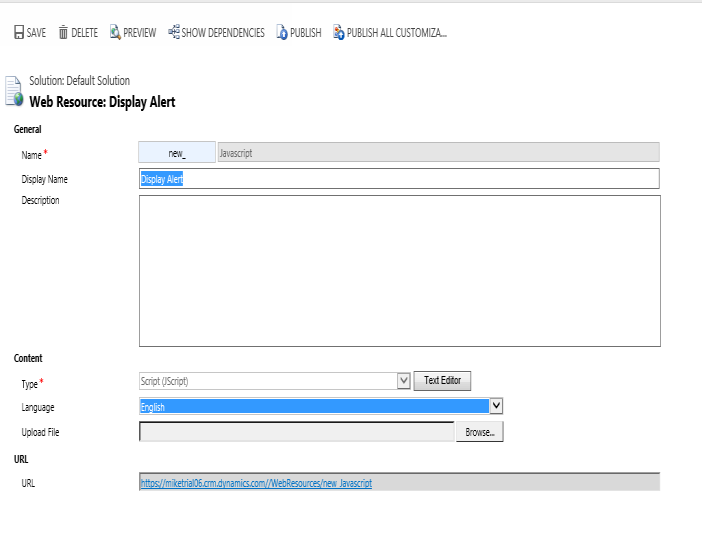 SAVE DELETE PREVIEW SHOW DEPENDENCIES PUBLISH PUBLISH ALL CUSTOMIZA...
Solution: Default Solution
Web Resource: Display Alert
General
Name * new_ Javascript
Display Name Display Alert
Description
Content
Type * Script (JScript) Text Editor
Language English
Upload File Browse...
URL
URL https://miketrial06.crm.dynamics.com//WebResources/new_Javascript